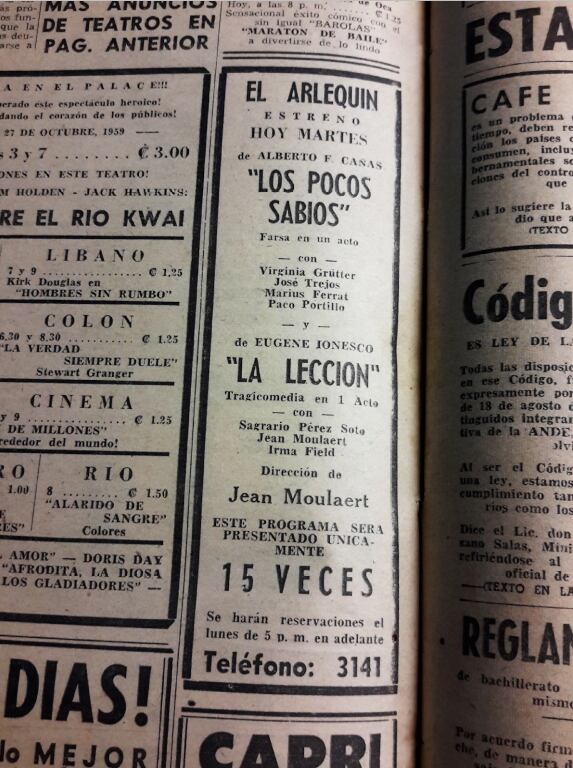 MAS ANUNCIOS
DE TEATROS EN
PAG. ANTERIOR
A EN EL PALACE!!!
perado este espectáculo heroico!
dando el corazón de los públicos!
27 DE OCTUBRE, 1959
s 3 y 7 ........ ₡ 3.00
ONES EN ESTE TEATRO!
M HOLDEN - JACK HAWKINS:
RE EL RIO KWAI
LIBANO
7 y 9 .............. ₡ 1.25
Kirk Douglas en
"HOMBRES SIN RUMBO"
COLON
6.30 y 8.30 ........... ₡ 1.25
"LA VERDAD
SIEMPRE DUELE"
Stewart Granger
CINEMA
y 9 .............. ₡ 1.25
DE MILLONES"
rededor del mundo!
RO
1.00
RIO
8 ......... ₡ 1.50
"ALARIDO DE
SANGRE"
Colores
L AMOR" — DORIS DAY
"AFRODITA, LA DIOSA
LOS GLADIADORES" —
DIAS!
lo MEJOR
Hoy, a las 8 p. m.
Sensacional éxito cómico con el
sin igual "BAROLAS"
"MARATON DE BAILE"
a divertirse de lo lindo
EL ARLEQUIN
ESTRENO
HOY MARTES
de ALBERTO F. CAÑAS
"LOS POCOS
SABIOS"
Farsa en un acto
— con —
Virginia Grütter
José Trejos
Marius Ferrat
Paco Portillo
— y —
de EUGENE IONESCO
"LA LECCION"
Tragicomedia en 1 Acto
— con —
Sagrario Pérez Soto
Jean Moulaert
Irma Field
Dirección de
Jean Moulaert
ESTE PROGRAMA SERA
PRESENTADO UNICA-
MENTE
15 VECES
Se harán reservaciones el
lunes de 5 p. m. en adelante
Teléfono: 3141
CAPRI
ESTA
CAFE
es un problema
tiempo, deben re
ción los países
consumen, inclu
bernamentales s
ciones del contro
que
Así lo sugiere la
dio que a
(TEXTO
Códig
ES LEY DE LA
Todas las disposic
en ese Código, f
expresamente por
de 18 de agosto d
tinguidos integran
tiva de la ANDE,
olvi
Al ser el Códig
una ley, estamos
cumplimiento tan
rios como los
Dice el Lic. don
zano Salas, Mini
refiriéndose al
oficial de
—(TEXTO EN LA
REGLAN
de bachillerato
mismo
Por acuerdo firm
che, de manera d